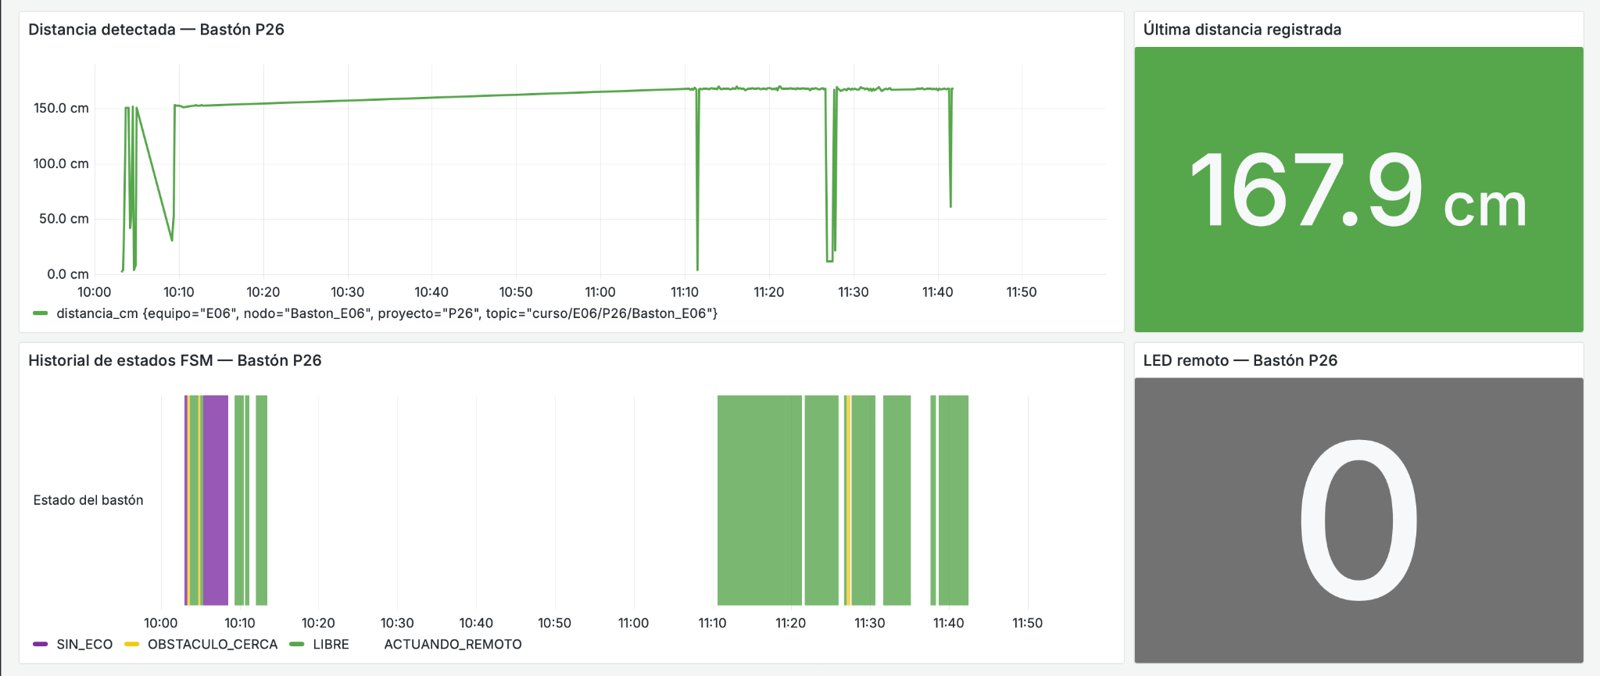 Distancia detectada — Bastón P26
150.0 cm
100.0 cm
50.0 cm
0.0 cm
10:00 10:10 10:20 10:30 10:40 10:50 11:00 11:10 11:20 11:30 11:40 11:50
distancia_cm {equipo="E06", nodo="Baston_E06", proyecto="P26", topic="curso/E06/P26/Baston_E06"}
Última distancia registrada
167.9 cm
Historial de estados FSM — Bastón P26
Estado del bastón
10:00 10:10 10:20 10:30 10:40 10:50 11:00 11:10 11:20 11:30 11:40 11:50
SIN_ECO OBSTACULO_CERCA LIBRE ACTUANDO_REMOTO
LED remoto — Bastón P26
0